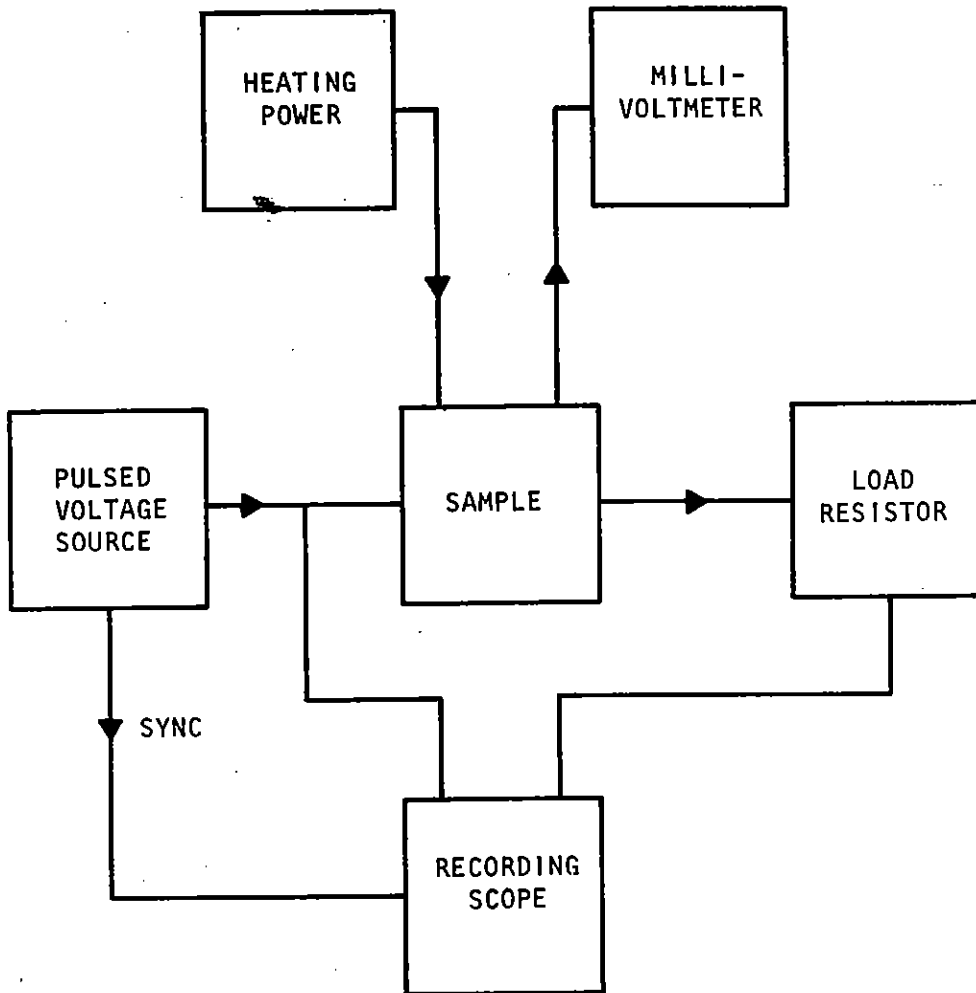 HEATING
POWER
MILLI-
VOLTMETER
PULSED
VOLTAGE
SOURCE
SAMPLE
LOAD
RESISTOR
SYNC
RECORDING
SCOPE